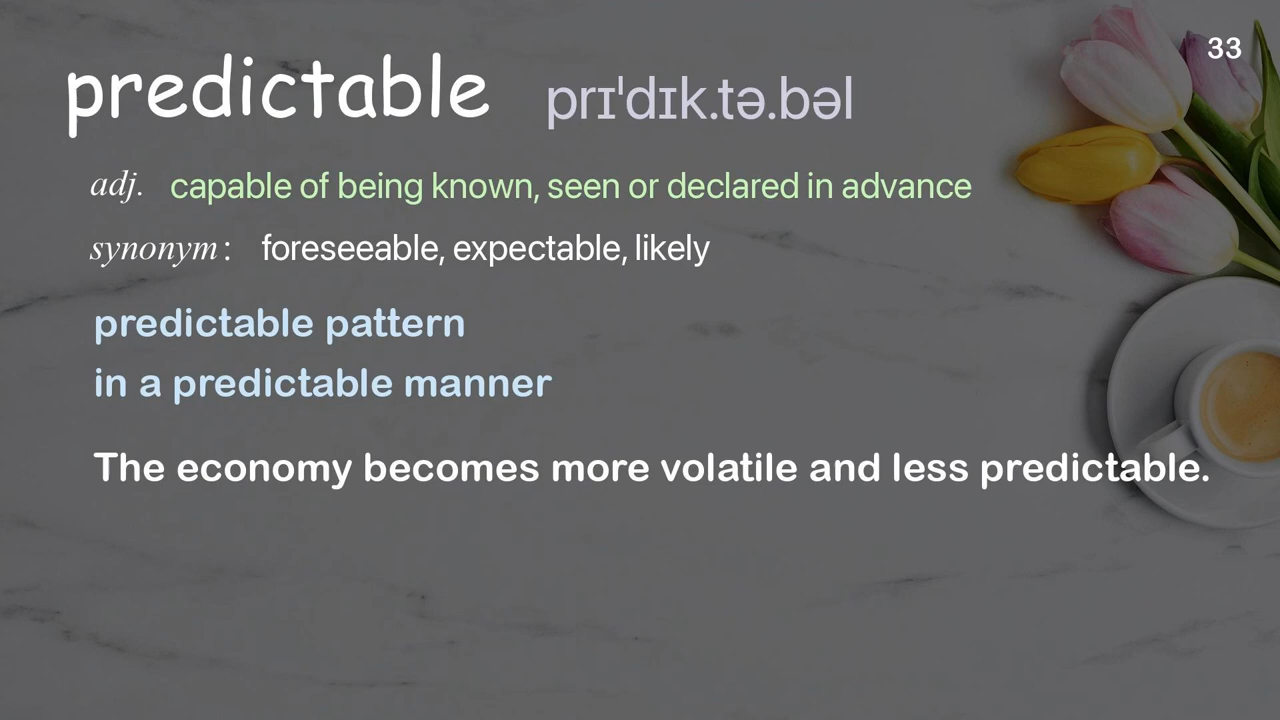 33
predictable prɪˈdɪk.tə.bəl
adj. capable of being known, seen or declared in advance
synonym: foreseeable, expectable, likely
predictable pattern
in a predictable manner
The economy becomes more volatile and less predictable.